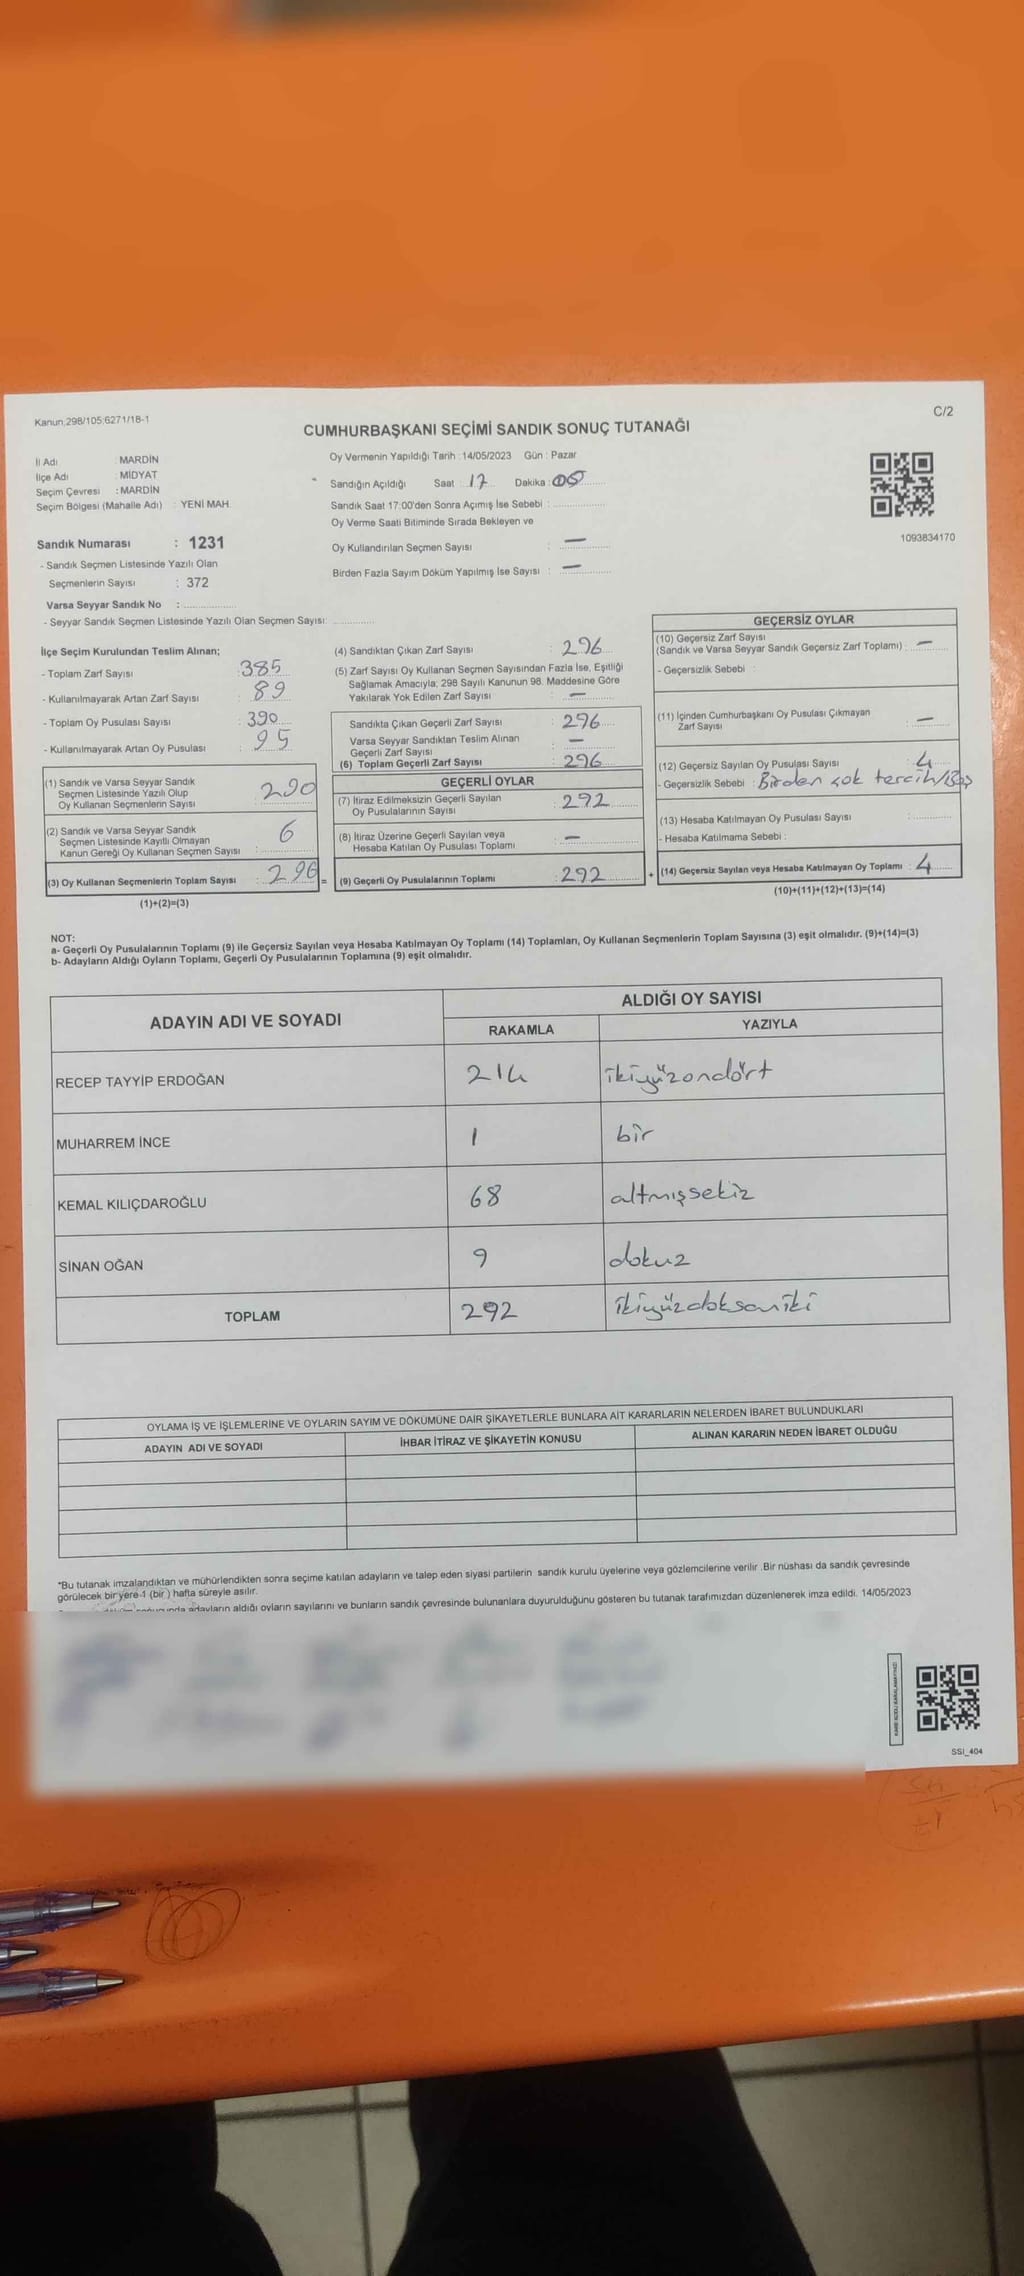 Kanun.298/105;6271/18-1
C/2
CUMHURBAŞKANI SEÇİMİ SANDIK SONUÇ TUTANAĞI
İl Adı : MARDİN
İlçe Adı : MİDYAT
Seçim Çevresi : MARDİN
Seçim Bölgesi (Mahalle Adı) : YENİ MAH.
Sandık Numarası : 1231
- Sandık Seçmen Listesinde Yazılı Olan
Seçmenlerin Sayısı : 372
Varsa Seyyar Sandık No :
- Seyyar Sandık Seçmen Listesinde Yazılı Olan Seçmen Sayısı:
Oy Vermenin Yapıldığı Tarih : 14/05/2023 Gün : Pazar
Sandığın Açıldığı Saat : 17 Dakika : 05
Sandık Saat 17:00'den Sonra Açımış İse Sebebi :
Oy Verme Saati Bitiminde Sırada Bekleyen ve
Oy Kullandırılan Seçmen Sayısı : —
Birden Fazla Sayım Döküm Yapılmış İse Sayısı : —
1093834170
İlçe Seçim Kurulundan Teslim Alınan;
- Toplam Zarf Sayısı : 385
- Kullanılmayarak Artan Zarf Sayısı : 89
- Toplam Oy Pusulası Sayısı : 390
- Kullanılmayarak Artan Oy Pusulası : 95
(1) Sandık ve Varsa Seyyar Sandık
Seçmen Listesinde Yazılı Olup
Oy Kullanan Seçmenlerin Sayısı : 290
(2) Sandık ve Varsa Seyyar Sandık
Seçmen Listesinde Kayıtlı Olmayan
Kanun Gereği Oy Kullanan Seçmen Sayısı : 6
(3) Oy Kullanan Seçmenlerin Toplam Sayısı : 296 =
(1)+(2)=(3)
(4) Sandıktan Çıkan Zarf Sayısı : 296
(5) Zarf Sayısı Oy Kullanan Seçmen Sayısından Fazla İse, Eşitliği
Sağlamak Amacıyla; 298 Sayılı Kanunun 98. Maddesine Göre
Yakılarak Yok Edilen Zarf Sayısı : —
Sandıkta Çıkan Geçerli Zarf Sayısı : 296
Varsa Seyyar Sandıktan Teslim Alınan
Geçerli Zarf Sayısı : —
(6) Toplam Geçerli Zarf Sayısı : 296
GEÇERLİ OYLAR
(7) İtiraz Edilmeksizin Geçerli Sayılan
Oy Pusulalarının Sayısı : 292
(8) İtiraz Üzerine Geçerli Sayılan veya
Hesaba Katılan Oy Pusulası Toplamı : —
(9) Geçerli Oy Pusulalarının Toplamı : 292 +
GEÇERSİZ OYLAR
(10) Geçersiz Zarf Sayısı
(Sandık ve Varsa Seyyar Sandık Geçersiz Zarf Toplamı) : —
- Geçersizlik Sebebi :
(11) İçinden Cumhurbaşkanı Oy Pusulası Çıkmayan
Zarf Sayısı : —
(12) Geçersiz Sayılan Oy Pusulası Sayısı : 4
- Geçersizlik Sebebi : Birden çok tercih/Boş
(13) Hesaba Katılmayan Oy Pusulası Sayısı :
- Hesaba Katılmama Sebebi :
(14) Geçersiz Sayılan veya Hesaba Katılmayan Oy Toplamı : 4
(10)+(11)+(12)+(13)=(14)
NOT:
a- Geçerli Oy Pusulalarının Toplamı (9) ile Geçersiz Sayılan veya Hesaba Katılmayan Oy Toplamı (14) Toplamları, Oy Kullanan Seçmenlerin Toplam Sayısına (3) eşit olmalıdır. (9)+(14)=(3)
b- Adayların Aldığı Oyların Toplamı, Geçerli Oy Pusulalarının Toplamına (9) eşit olmalıdır.
ADAYIN ADI VE SOYADI ALDIĞI OY SAYISI
RAKAMLA YAZIYLA
RECEP TAYYİP ERDOĞAN 214 ikiyüzondört
MUHARREM İNCE 1 bir
KEMAL KILIÇDAROĞLU 68 altmışsekiz
SİNAN OĞAN 9 dokuz
TOPLAM 292 ikiyüzdoksaniki
OYLAMA İŞ VE İŞLEMLERİNE VE OYLARIN SAYIM VE DÖKÜMÜNE DAİR ŞİKAYETLERLE BUNLARA AİT KARARLARIN NELERDEN İBARET BULUNDUKLARI
ADAYIN ADI VE SOYADI İHBAR İTİRAZ VE ŞİKAYETİN KONUSU ALINAN KARARIN NEDEN İBARET OLDUĞU
*Bu tutanak imzalandıktan ve mühürlendikten sonra seçime katılan adayların ve talep eden siyasi partilerin sandık kurulu üyelerine veya gözlemcilerine verilir .Bir nüshası da sandık çevresinde
görülecek bir yere 1 (bir ) hafta süreyle asılır.
adayların aldığı oyların sayılarını ve bunların sandık çevresinde bulunanlara duyurulduğunu gösteren bu tutanak tarafımızdan düzenlenerek imza edildi. 14/05/2023
SSİ_404